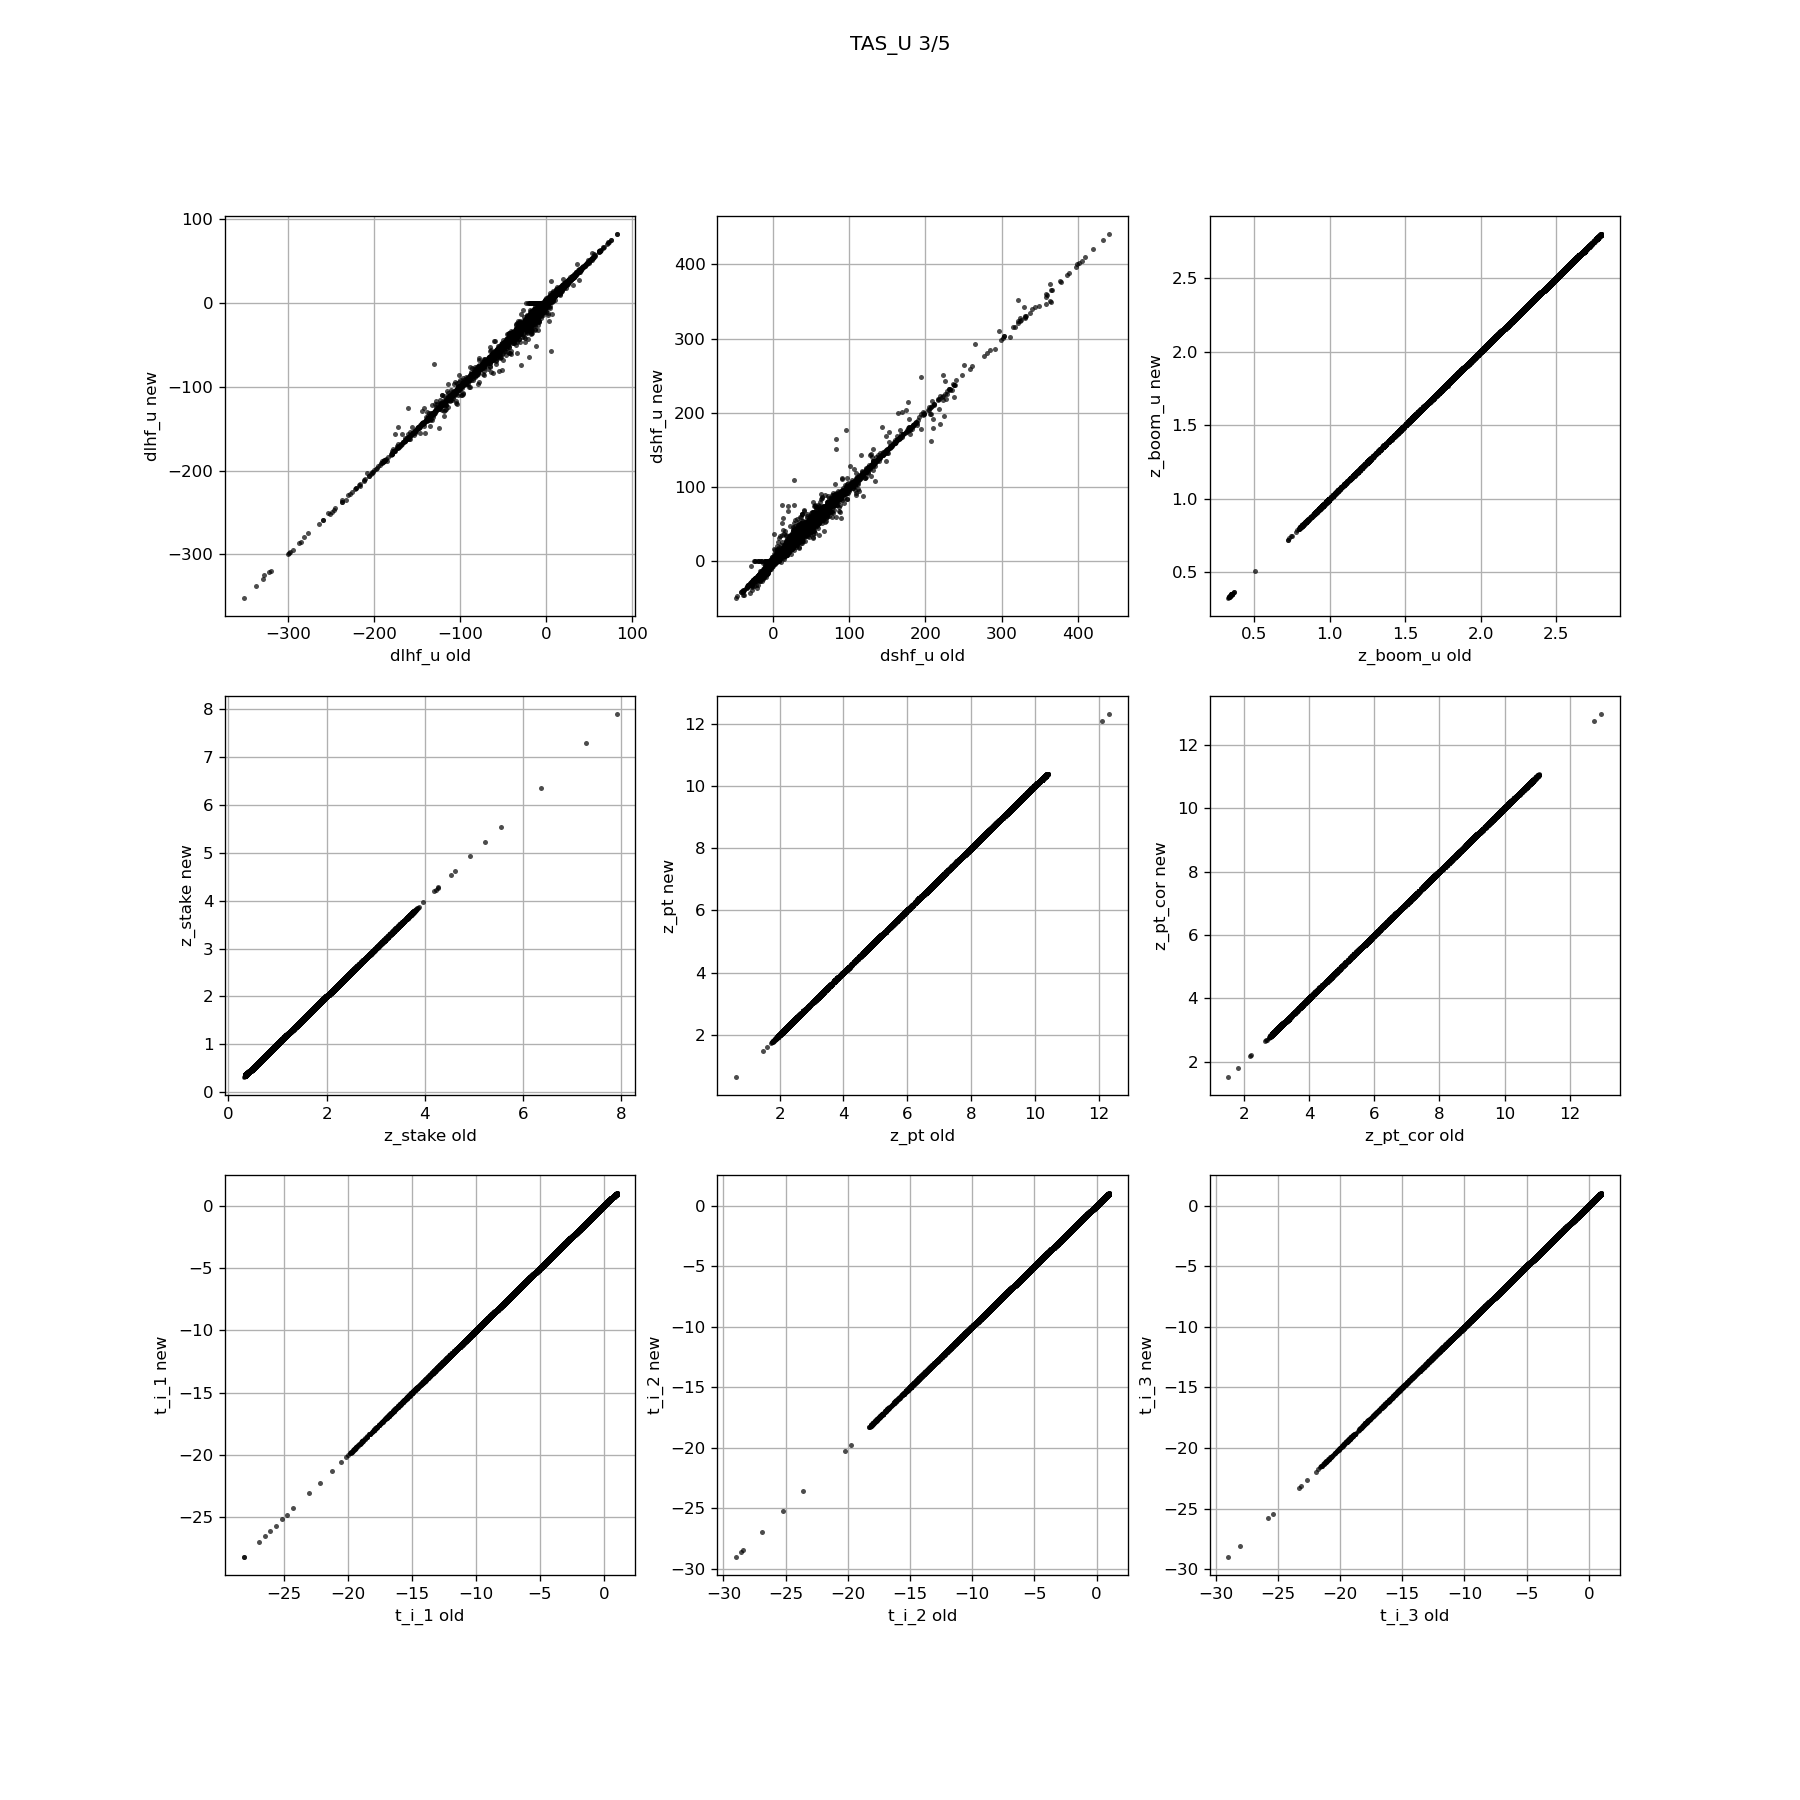 TAS_U 3/5
100
0
−100
−200
−300
dlhf_u new
−300 −200 −100 0 100
dlhf_u old
400
300
200
100
0
dshf_u new
0 100 200 300 400
dshf_u old
2.5
2.0
1.5
1.0
0.5
z_boom_u new
0.5 1.0 1.5 2.0 2.5
z_boom_u old
8
7
6
5
4
3
2
1
0
z_stake new
0 2 4 6 8
z_stake old
12
10
8
6
4
2
z_pt new
2 4 6 8 10 12
z_pt old
12
10
8
6
4
2
z_pt_cor new
2 4 6 8 10 12
z_pt_cor old
0
−5
−10
−15
−20
−25
t_i_1 new
−25 −20 −15 −10 −5 0
t_i_1 old
0
−5
−10
−15
−20
−25
−30
t_i_2 new
−30 −25 −20 −15 −10 −5 0
t_i_2 old
0
−5
−10
−15
−20
−25
−30
t_i_3 new
−30 −25 −20 −15 −10 −5 0
t_i_3 old